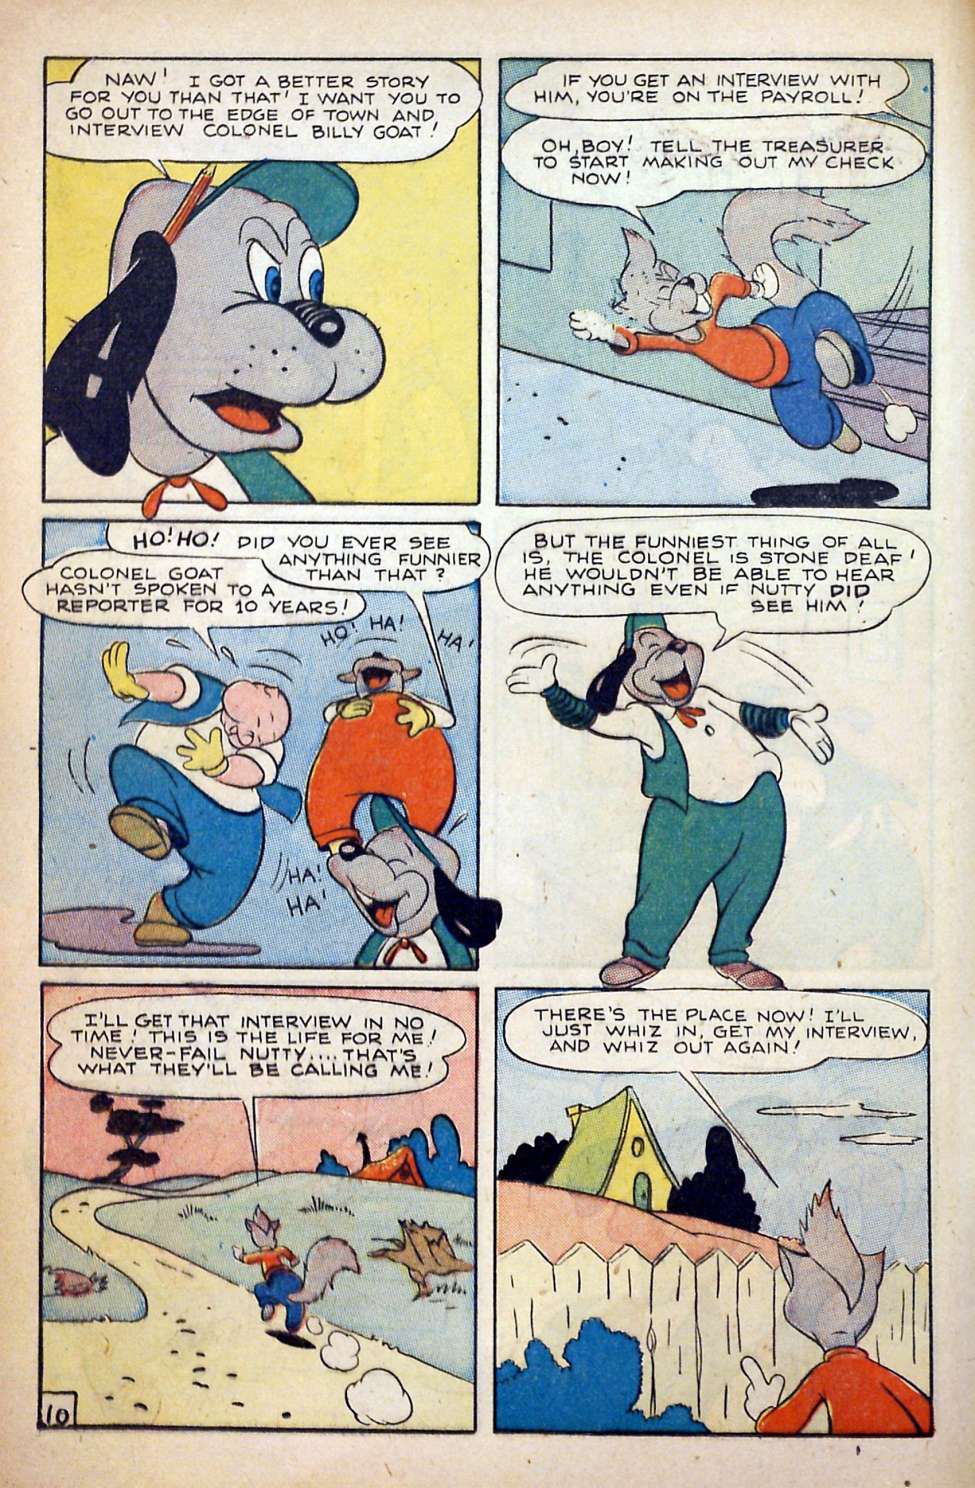 NAW! I GOT A BETTER STORY
FOR YOU THAN THAT! I WANT YOU TO
GO OUT TO THE EDGE OF TOWN AND
INTERVIEW COLONEL BILLY GOAT!
IF YOU GET AN INTERVIEW WITH
HIM, YOU'RE ON THE PAYROLL!
OH, BOY! TELL THE TREASURER
TO START MAKING OUT MY CHECK
NOW!
HO! HO! DID YOU EVER SEE
ANYTHING FUNNIER
THAN THAT?
COLONEL GOAT
HASN'T SPOKEN TO A
REPORTER FOR 10 YEARS!
HO! HA!
HA!
HA!
HA!
BUT THE FUNNIEST THING OF ALL
IS, THE COLONEL IS STONE DEAF!
HE WOULDN'T BE ABLE TO HEAR
ANYTHING EVEN IF NUTTY DID
SEE HIM!
I'LL GET THAT INTERVIEW IN NO
TIME! THIS IS THE LIFE FOR ME!
NEVER-FAIL NUTTY.... THAT'S
WHAT THEY'LL BE CALLING ME!
10
THERE'S THE PLACE NOW! I'LL
JUST WHIZ IN, GET MY INTERVIEW,
AND WHIZ OUT AGAIN!